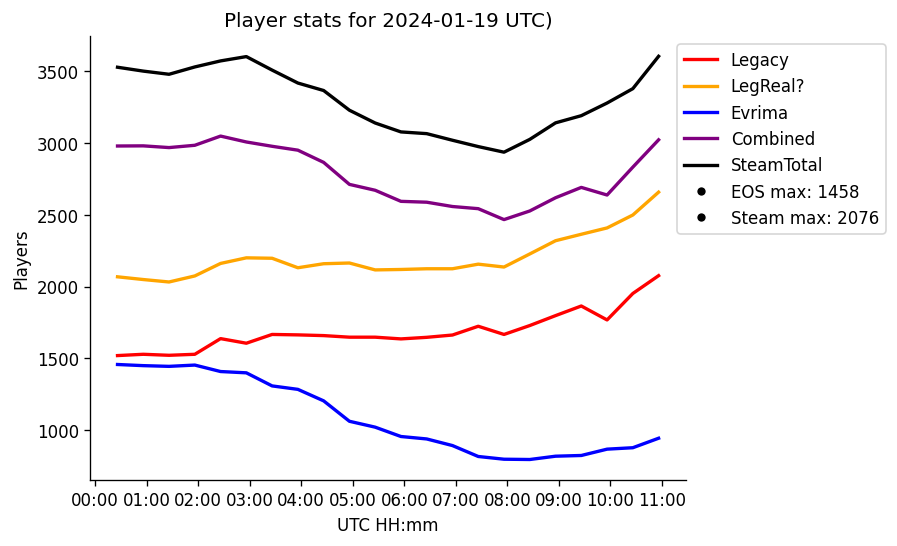 Player stats for 2024-01-19 UTC)
Players
3500
3000
2500
2000
1500
1000
00:00 01:00 02:00 03:00 04:00 05:00 06:00 07:00 08:00 09:00 10:00 11:00
UTC HH:mm
Legacy
LegReal?
Evrima
Combined
SteamTotal
EOS max: 1458
Steam max: 2076